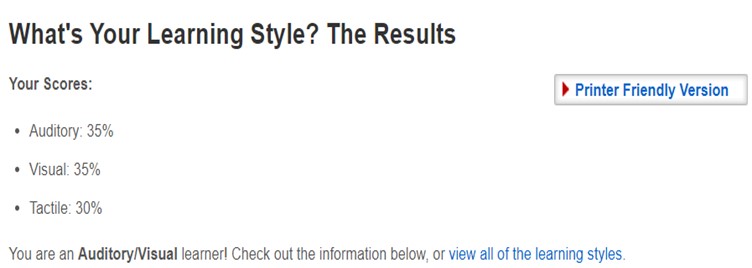 What's Your Learning Style? The Results
Your Scores:
Printer Friendly Version
• Auditory: 35%
• Visual: 35%
• Tactile: 30%
You are an Auditory/Visual learner! Check out the information below, or view all of the learning styles.